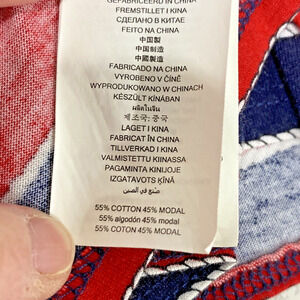 FABRICEERD IN CHINA
FREMSTILLET I KINA
СДЕЛАНО В КИТАЕ
FEITO NA CHINA
中国製
中国制造
中國製造
FABRICADO NA CHINA
VYROBENO V ČÍNĚ
WYPRODUKOWANO W CHINACH
KÉSZÜLT KÍNÁBAN
ผลิตในจีน
제조국: 중국
LAGET I KINA
FABRICAT ÎN CHINA
TILLVERKAD I KINA
VALMISTETTU KIINASSA
PAGAMINTA KINIJOJE
IZGATAVOTS ĶĪNĀ
صنع في الصين
55% COTTON 45% MODAL
55% algodón 45% modal
55% COTON 45% MODAL